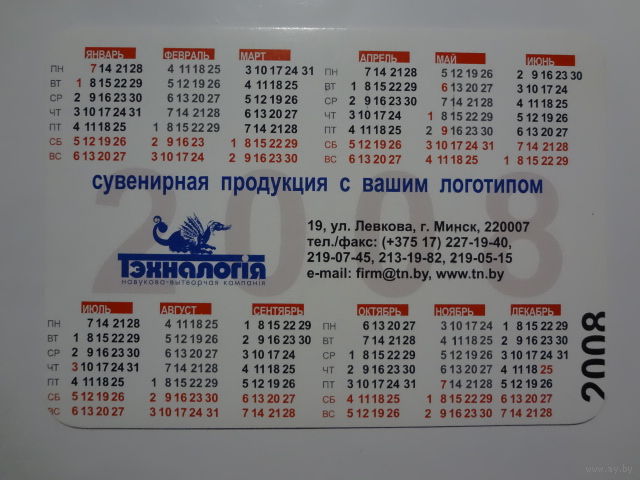 ЯНВАРЬ ФЕВРАЛЬ МАРТ АПРЕЛЬ МАЙ ИЮНЬ
ПН 7 14 21 28 4 11 18 25 3 10 17 24 31 ПН 7 14 21 28 5 12 19 26 2 9 16 23 30
ВТ 1 8 15 22 29 5 12 19 26 4 11 18 25 ВТ 1 8 15 22 29 6 13 20 27 3 10 17 24
СР 2 9 16 23 30 6 13 20 27 5 12 19 26 СР 2 9 16 23 30 7 14 21 28 4 11 18 25
ЧТ 3 10 17 24 31 7 14 21 28 6 13 20 27 ЧТ 3 10 17 24 1 8 15 22 29 5 12 19 26
ПТ 4 11 18 25 1 8 15 22 29 7 14 21 28 ПТ 4 11 18 25 2 9 16 23 30 6 13 20 27
СБ 5 12 19 26 2 9 16 23 1 8 15 22 29 СБ 5 12 19 26 3 10 17 24 31 7 14 21 28
ВС 6 13 20 27 3 10 17 24 2 9 16 23 30 ВС 6 13 20 27 4 11 18 25 1 8 15 22 29
2008
сувенирная продукция с вашим логотипом
19, ул. Левкова, г. Минск, 220007
тел./факс: (+375 17) 227-19-40,
219-07-45, 213-19-82, 219-05-15
e-mail: firm@tn.by, www.tn.by
Тэхналогія
навукова-вытворчая кампанія
ИЮЛЬ АВГУСТ СЕНТЯБРЬ ОКТЯБРЬ НОЯБРЬ ДЕКАБРЬ
ПН 7 14 21 28 4 11 18 25 1 8 15 22 29 ПН 6 13 20 27 3 10 17 24 1 8 15 22 29
ВТ 1 8 15 22 29 5 12 19 26 2 9 16 23 30 ВТ 7 14 21 28 4 11 18 25 2 9 16 23 30
СР 2 9 16 23 30 6 13 20 27 3 10 17 24 СР 1 8 15 22 29 5 12 19 26 3 10 17 24 31
ЧТ 3 10 17 24 31 7 14 21 28 4 11 18 25 ЧТ 2 9 16 23 30 6 13 20 27 4 11 18 25
ПТ 4 11 18 25 1 8 15 22 29 5 12 19 26 ПТ 3 10 17 24 31 7 14 21 28 5 12 19 26
СБ 5 12 19 26 2 9 16 23 30 6 13 20 27 СБ 4 11 18 25 1 8 15 22 29 6 13 20 27
ВС 6 13 20 27 3 10 17 24 31 7 14 21 28 ВС 5 12 19 26 2 9 16 23 30 7 14 21 28
2008
www.ay.by